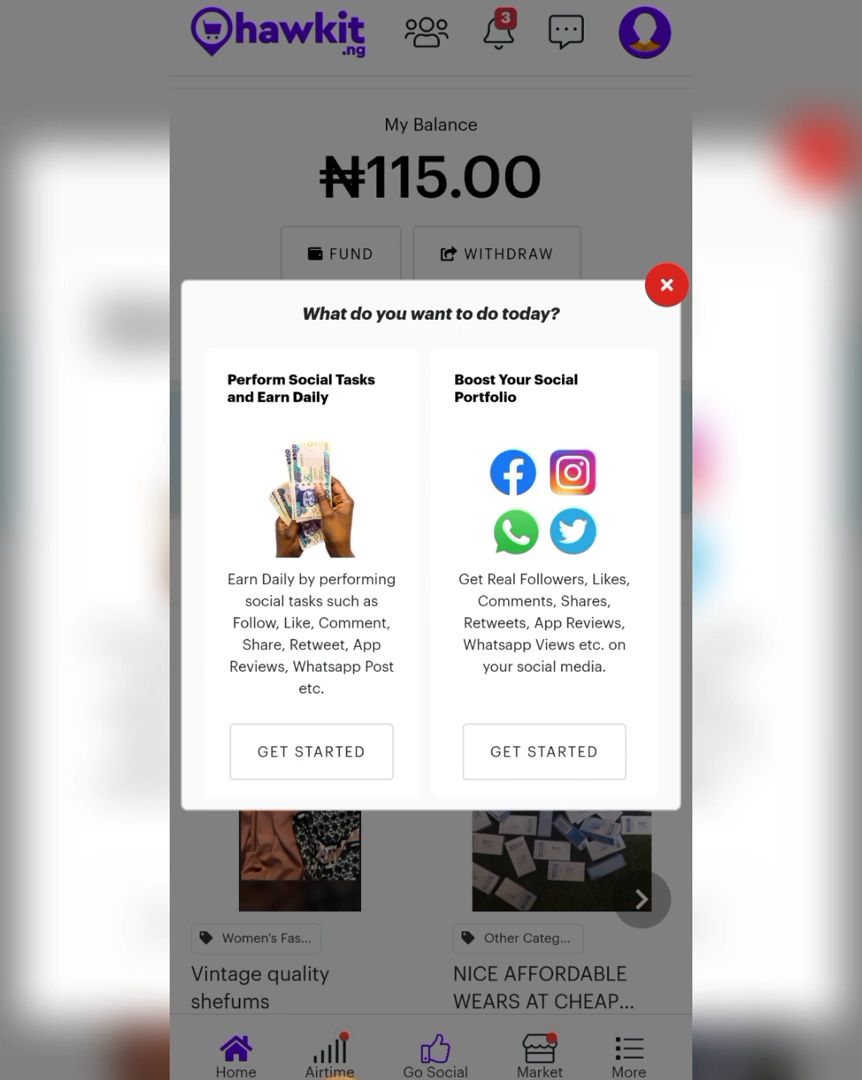 hawkit
.ng
3
My Balance
₦115.00
FUND
WITHDRAW
What do you want to do today?
Perform Social Tasks
and Earn Daily
Earn Daily by performing
social tasks such as
Follow, Like, Comment,
Share, Retweet, App
Reviews, Whatsapp Post
etc.
GET STARTED
Boost Your Social
Portfolio
Get Real Followers, Likes,
Comments, Shares,
Retweets, App Reviews,
Whatsapp Views etc. on
your social media.
GET STARTED
Women's Fas...
Vintage quality
shefums
Other Categ...
NICE AFFORDABLE
WEARS AT CHEAP...
Home
Airtime
Go Social
Market
More